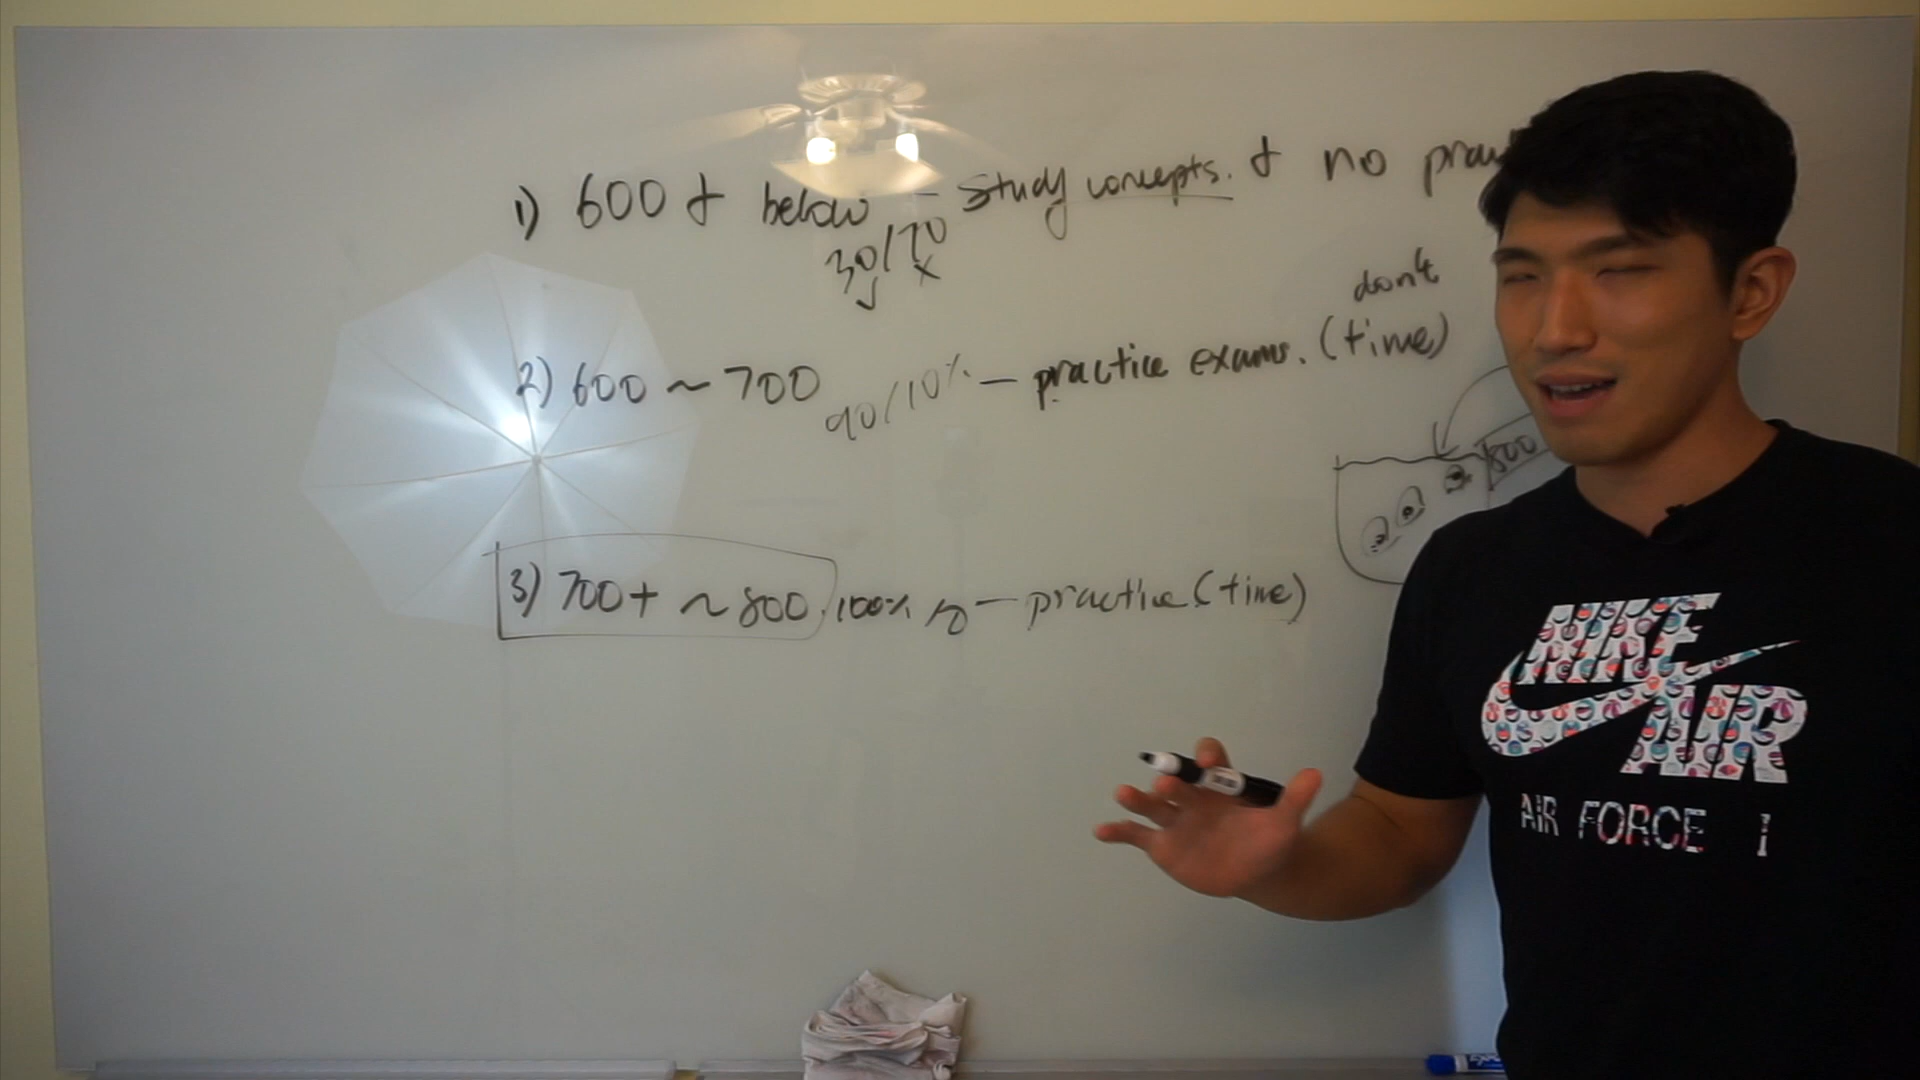 1) 600 & below - Study concepts. & no prac
30/70
✓ x
don't
2) 600 ~ 700 90/10% - practice exams. (time)
800
3) 700+ ~ 800 100% - practice (time)
NIKE
AIR
AIR FORCE 1